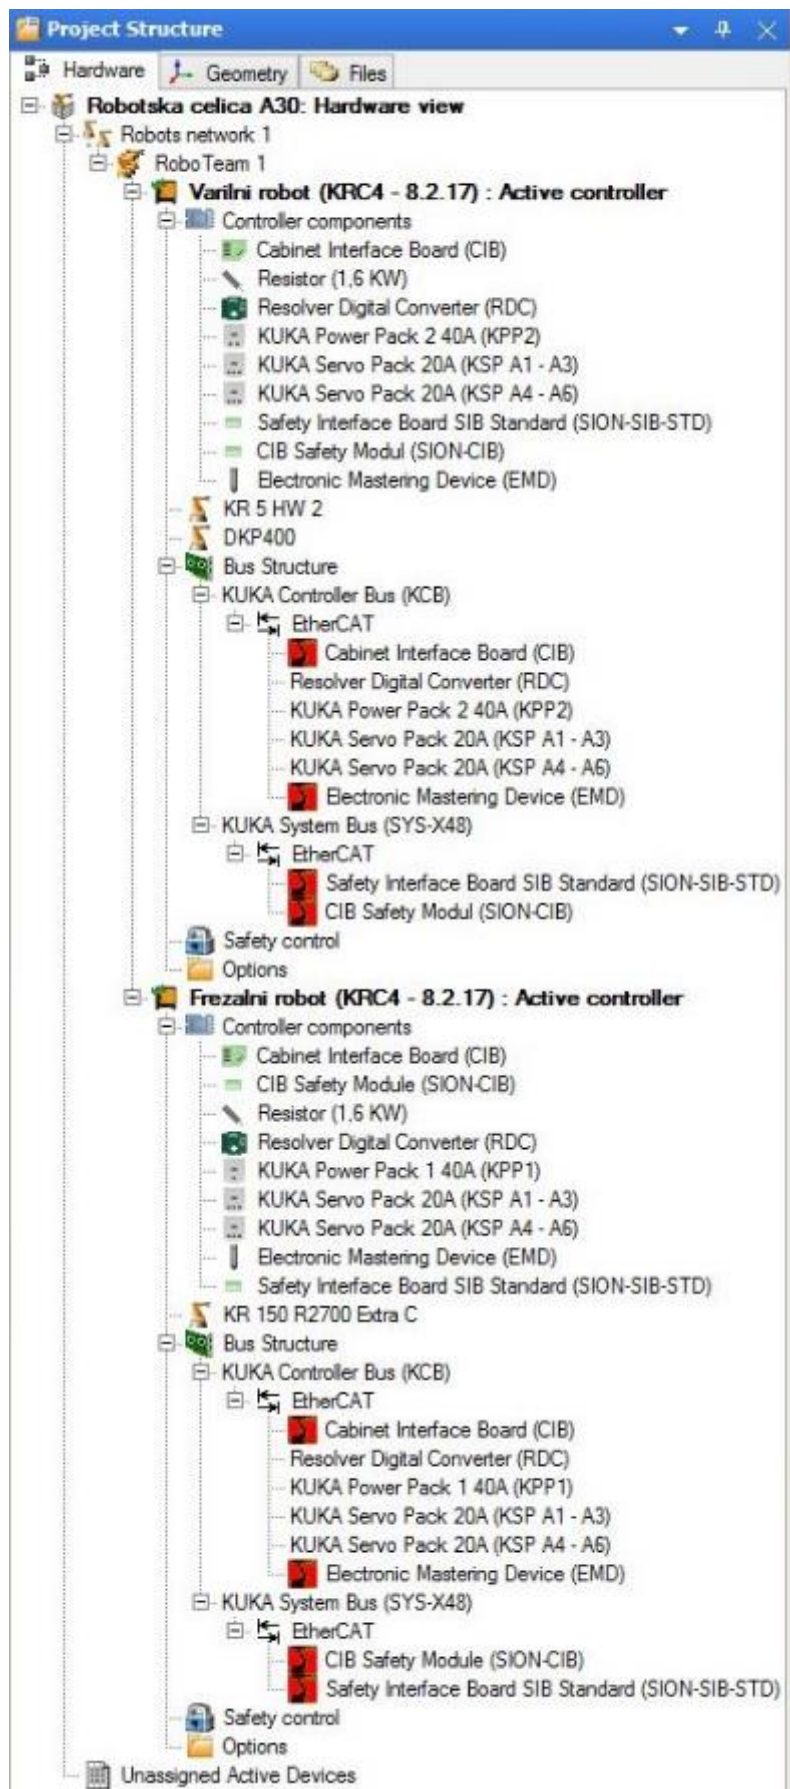 Project Structure
Hardware Geometry Files
Robotska celica A30: Hardware view
Robots network 1
RoboTeam 1
Varilni robot (KRC4 - 8.2.17) : Active controller
Controller components
Cabinet Interface Board (CIB)
Resistor (1,6 KW)
Resolver Digital Converter (RDC)
KUKA Power Pack 2 40A (KPP2)
KUKA Servo Pack 20A (KSP A1 - A3)
KUKA Servo Pack 20A (KSP A4 - A6)
Safety Interface Board SIB Standard (SION-SIB-STD)
CIB Safety Modul (SION-CIB)
Electronic Mastering Device (EMD)
KR 5 HW 2
DKP400
Bus Structure
KUKA Controller Bus (KCB)
EtherCAT
Cabinet Interface Board (CIB)
Resolver Digital Converter (RDC)
KUKA Power Pack 2 40A (KPP2)
KUKA Servo Pack 20A (KSP A1 - A3)
KUKA Servo Pack 20A (KSP A4 - A6)
Electronic Mastering Device (EMD)
KUKA System Bus (SYS-X48)
EtherCAT
Safety Interface Board SIB Standard (SION-SIB-STD)
CIB Safety Modul (SION-CIB)
Safety control
Options
Frezalni robot (KRC4 - 8.2.17) : Active controller
Controller components
Cabinet Interface Board (CIB)
CIB Safety Module (SION-CIB)
Resistor (1,6 KW)
Resolver Digital Converter (RDC)
KUKA Power Pack 1 40A (KPP1)
KUKA Servo Pack 20A (KSP A1 - A3)
KUKA Servo Pack 20A (KSP A4 - A6)
Electronic Mastering Device (EMD)
Safety Interface Board SIB Standard (SION-SIB-STD)
KR 150 R2700 Extra C
Bus Structure
KUKA Controller Bus (KCB)
EtherCAT
Cabinet Interface Board (CIB)
Resolver Digital Converter (RDC)
KUKA Power Pack 1 40A (KPP1)
KUKA Servo Pack 20A (KSP A1 - A3)
KUKA Servo Pack 20A (KSP A4 - A6)
Electronic Mastering Device (EMD)
KUKA System Bus (SYS-X48)
EtherCAT
CIB Safety Module (SION-CIB)
Safety Interface Board SIB Standard (SION-SIB-STD)
Safety control
Options
Unassigned Active Devices